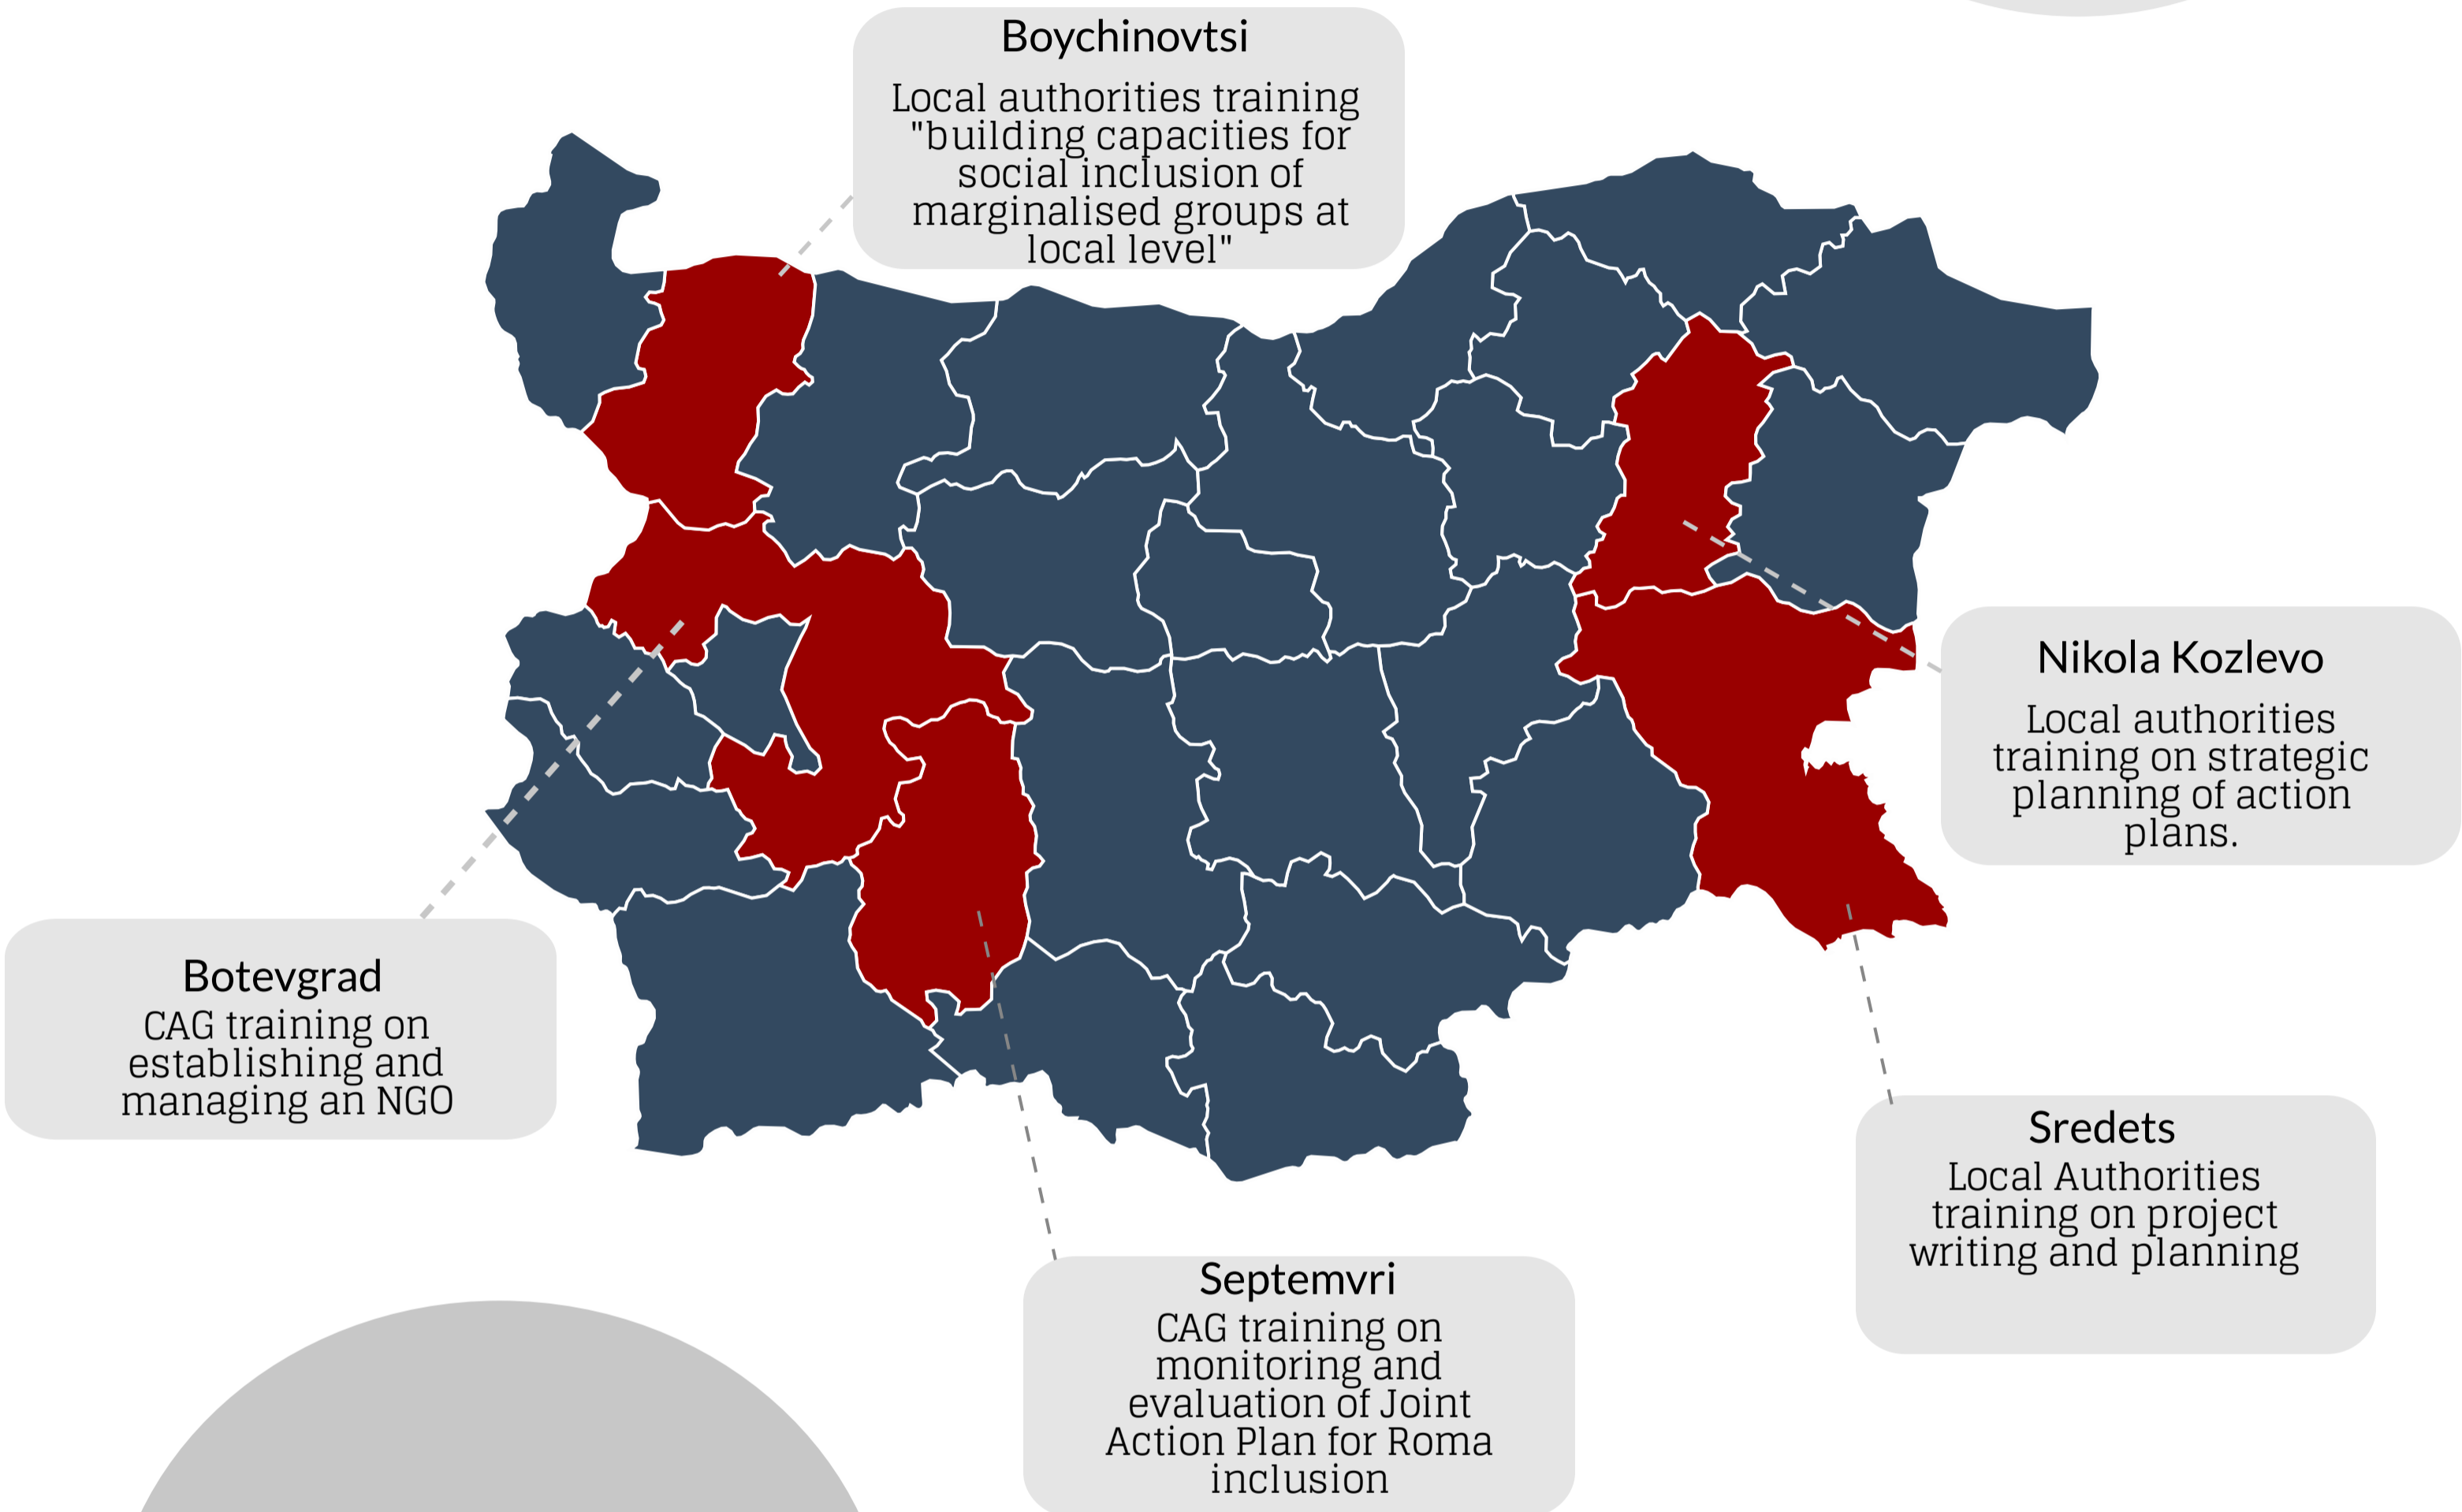 Boychinovtsi
Local authorities training
"building capacities for
social inclusion of
marginalised groups at
local level"
Nikola Kozlevo
Local authorities
training on strategic
planning of action
plans.
Botevgrad
CAG training on
establishing and
managing an NGO
Sredets
Local Authorities
training on project
writing and planning
Septemvri
CAG training on
monitoring and
evaluation of Joint
Action Plan for Roma
inclusion